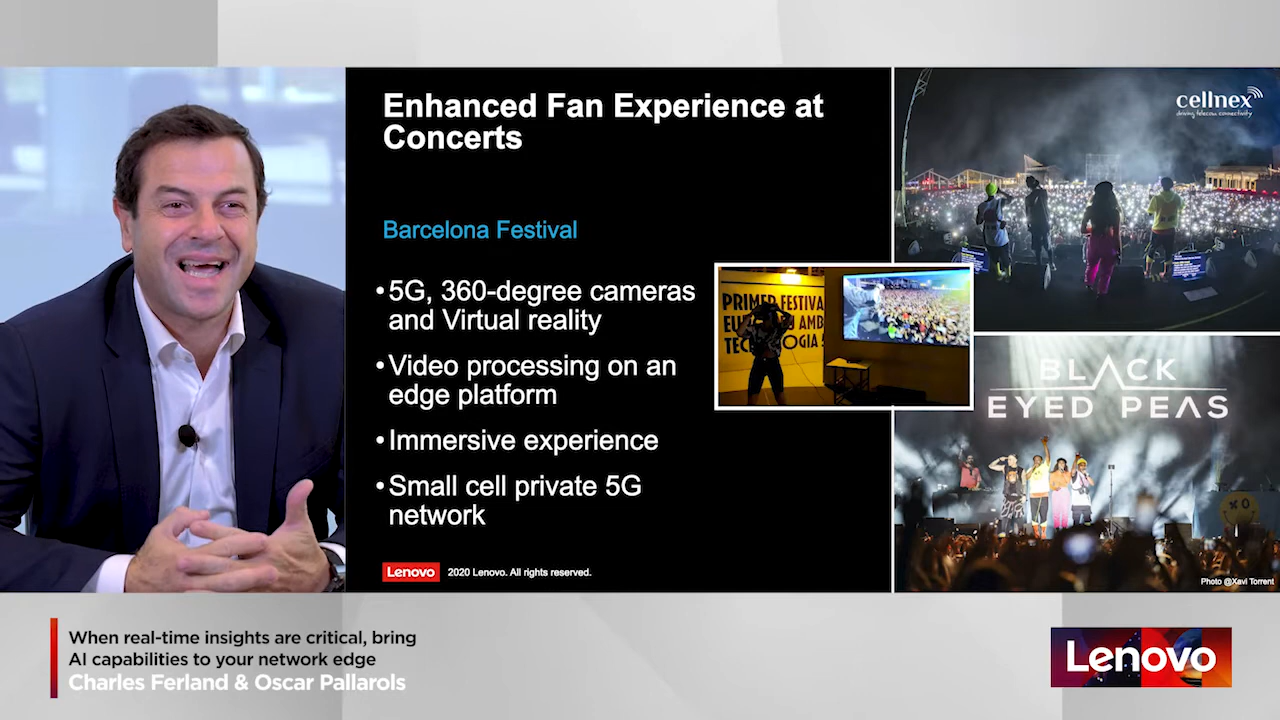 Enhanced Fan Experience at
Concerts
Barcelona Festival
•5G, 360-degree cameras
and Virtual reality
•Video processing on an
edge platform
•Immersive experience
•Small cell private 5G
network
Lenovo 2020 Lenovo. All rights reserved.
cellnex
driving telecom connectivity
PRIMER FESTIVA
BLACK
EYED PEAS
Photo @Xavi Torrent
When real-time insights are critical, bring
AI capabilities to your network edge
Charles Ferland & Oscar Pallarols
Lenovo